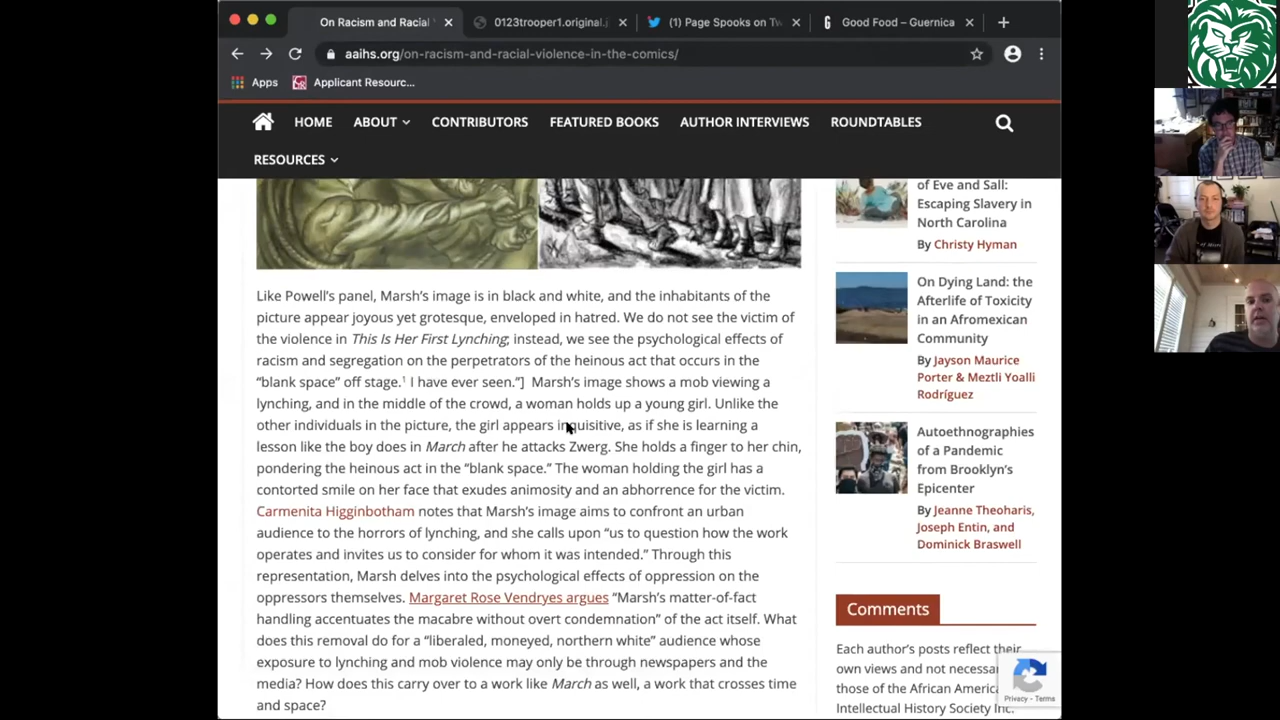 On Racism and Racial
0123trooper1.original.j
(1) Page Spooks on Tw
Good Food – Guernica
aaihs.org/on-racism-and-racial-violence-in-the-comics/
Apps
Applicant Resourc...
HOME
ABOUT
CONTRIBUTORS
FEATURED BOOKS
AUTHOR INTERVIEWS
ROUNDTABLES
RESOURCES
Like Powell's panel, Marsh's image is in black and white, and the inhabitants of the
picture appear joyous yet grotesque, enveloped in hatred. We do not see the victim of
the violence in This Is Her First Lynching; instead, we see the psychological effects of
racism and segregation on the perpetrators of the heinous act that occurs in the
“blank space” off stage.1 I have ever seen.”] Marsh's image shows a mob viewing a
lynching, and in the middle of the crowd, a woman holds up a young girl. Unlike the
other individuals in the picture, the girl appears inquisitive, as if she is learning a
lesson like the boy does in March after he attacks Zwerg. She holds a finger to her chin,
pondering the heinous act in the “blank space.” The woman holding the girl has a
contorted smile on her face that exudes animosity and an abhorrence for the victim.
Carmenita Higginbotham notes that Marsh's image aims to confront an urban
audience to the horrors of lynching, and she calls upon “us to question how the work
operates and invites us to consider for whom it was intended.” Through this
representation, Marsh delves into the psychological effects of oppression on the
oppressors themselves. Margaret Rose Vendryes argues “Marsh's matter-of-fact
handling accentuates the macabre without overt condemnation” of the act itself. What
does this removal do for a “liberaled, moneyed, northern white” audience whose
exposure to lynching and mob violence may only be through newspapers and the
media? How does this carry over to a work like March as well, a work that crosses time
and space?
of Eve and Sall:
Escaping Slavery in
North Carolina
By Christy Hyman
On Dying Land: the
Afterlife of Toxicity
in an Afromexican
Community
By Jayson Maurice
Porter & Meztli Yoalli
Rodríguez
Autoethnographies
of a Pandemic
from Brooklyn's
Epicenter
By Jeanne Theoharis,
Joseph Entin, and
Dominick Braswell
Comments
Each author's posts reflect their
own views and not necessa
those of the African America
Intellectual History Society Inc.
Privacy - Terms